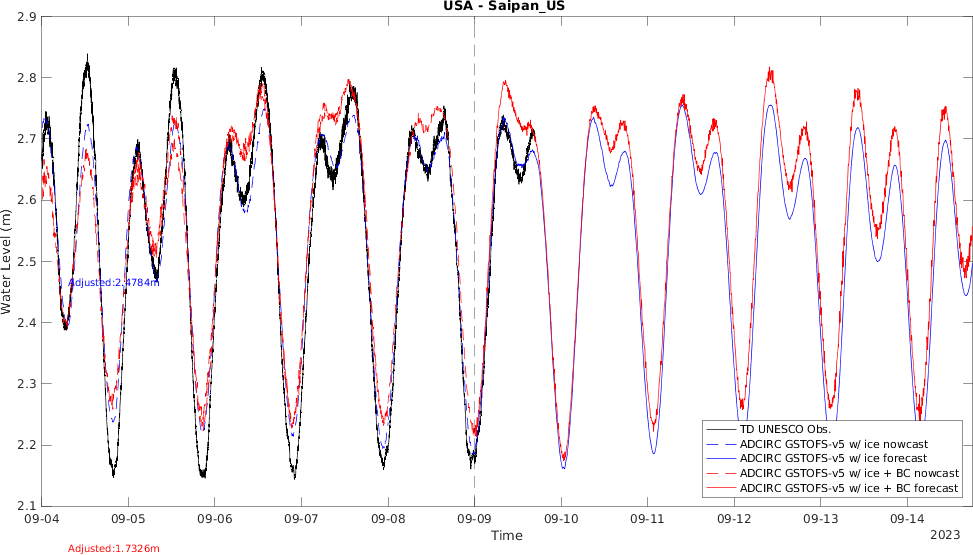 USA - Saipan_US
2.9
2.8
2.7
2.6
2.5
2.4
2.3
2.2
2.1
Water Level (m)
Adjusted:2.4784m
TD UNESCO Obs.
ADCIRC GSTOFS-v5 w/ ice nowcast
ADCIRC GSTOFS-v5 w/ ice forecast
ADCIRC GSTOFS-v5 w/ ice + BC nowcast
ADCIRC GSTOFS-v5 w/ ice + BC forecast
09-04 09-05 09-06 09-07 09-08 09-09 09-10 09-11 09-12 09-13 09-14
Time
2023
Adjusted:1.7326m